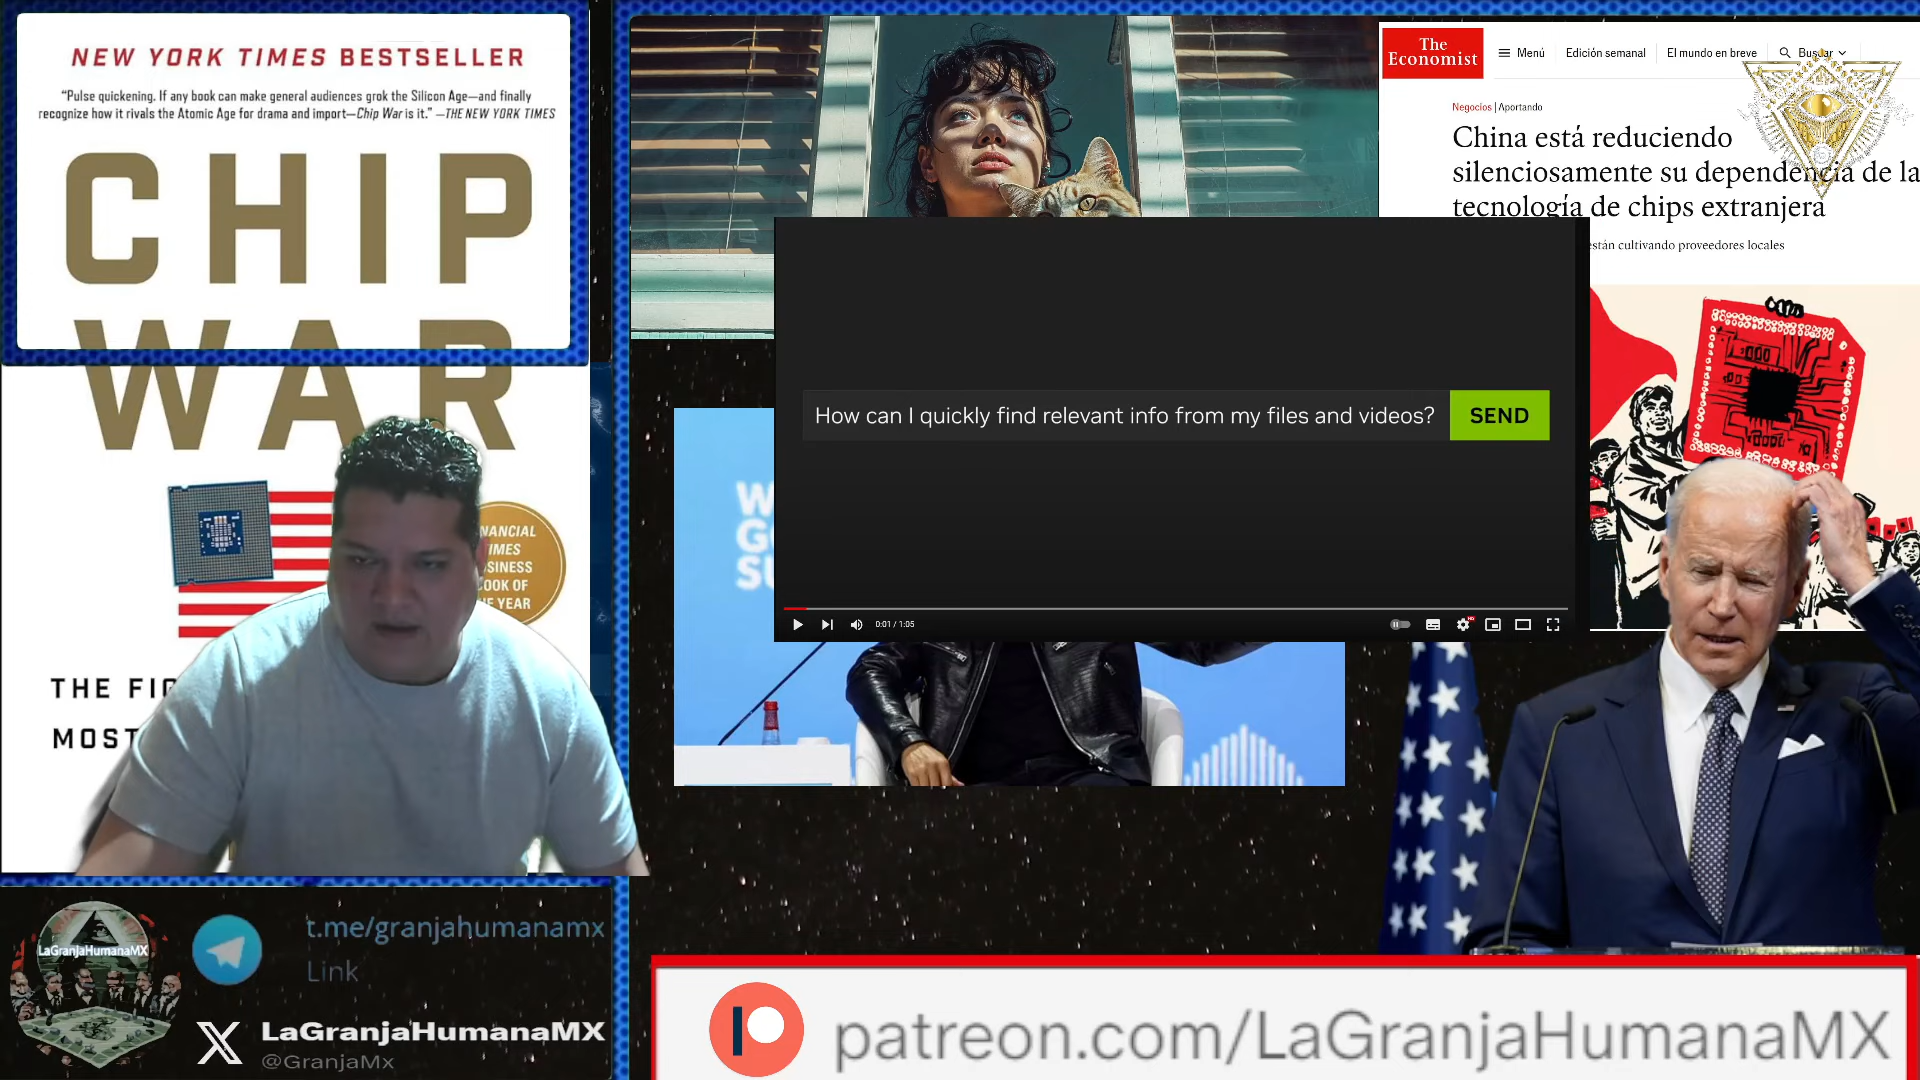 NEW YORK TIMES BESTSELLER
“Pulse quickening. If any book can make general audiences grok the Silicon Age—and finally
recognize how it rivals the Atomic Age for drama and import—Chip War is it.” —THE NEW YORK TIMES
CHIP
WAR
NANCIAL
TIMES
SINESS
OOK OF
E YEAR
THE FIG
MOST
The
Economist
Menú
Edición semanal
El mundo en breve
Buscar
Negocios | Aportando
China está reduciendo
silenciosamente su dependencia de la
tecnología de chips extranjera
están cultivando proveedores locales
How can I quickly find relevant info from my files and videos?
SEND
0:01 / 1:05
W
G
SU
LaGranjaHumanaMX
t.me/granjahumanamx
Link
LaGranjaHumanaMX
@GranjaMx
patreon.com/LaGranjaHumanaMX